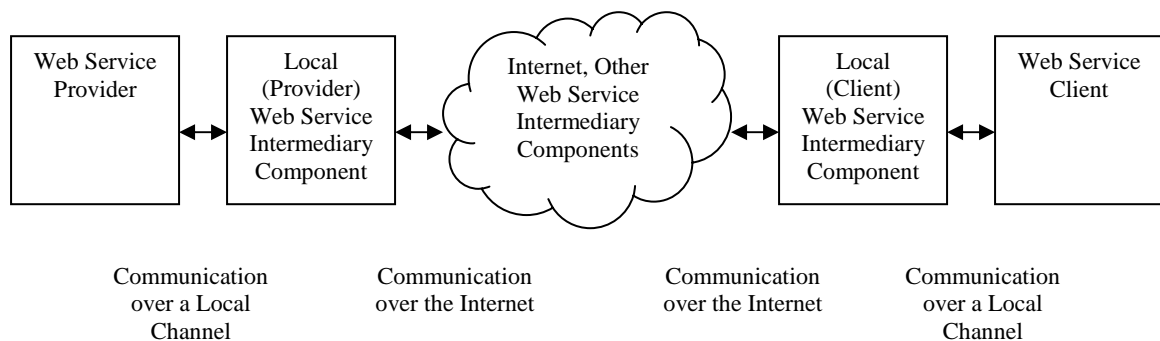 Web Service
Provider
Local
(Provider)
Web Service
Intermediary
Component
Internet, Other
Web Service
Intermediary
Components
Local
(Client)
Web Service
Intermediary
Component
Web Service
Client
Communication
over a Local
Channel
Communication
over the Internet
Communication
over the Internet
Communication
over a Local
Channel